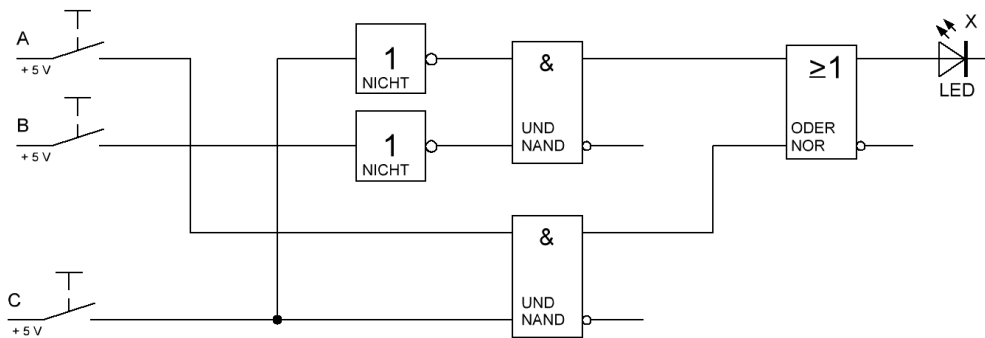 A
+ 5 V
B
+ 5 V
C
+ 5 V
1
NICHT
1
NICHT
&
UND
NAND
&
UND
NAND
≥1
ODER
NOR
X
LED